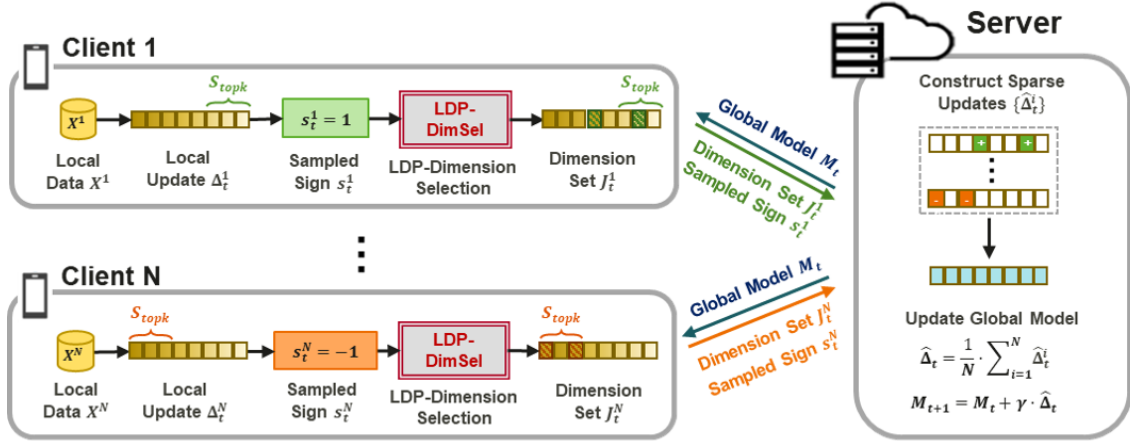 Client 1
S_topk
X^1
s_t^1 = 1
LDP-
DimSel
S_topk
Local
Data X^1
Local
Update Δ_t^1
Sampled
Sign s_t^1
LDP-Dimension
Selection
Dimension
Set J_t^1
Global Model M_t
Dimension Set J_t^1
Sampled Sign s_t^1
Client N
S_topk
X^N
s_t^N = −1
LDP-
DimSel
S_topk
Local
Data X^N
Local
Update Δ_t^N
Sampled
Sign s_t^N
LDP-Dimension
Selection
Dimension
Set J_t^N
Global Model M_t
Dimension Set J_t^N
Sampled Sign s_t^N
Server
Construct Sparse
Updates {Δ̂_t^i}
+ +
- -
Update Global Model
Δ̂_t = 1/N · ∑_{i=1}^N Δ̂_t^i
M_{t+1} = M_t + γ · Δ̂_t